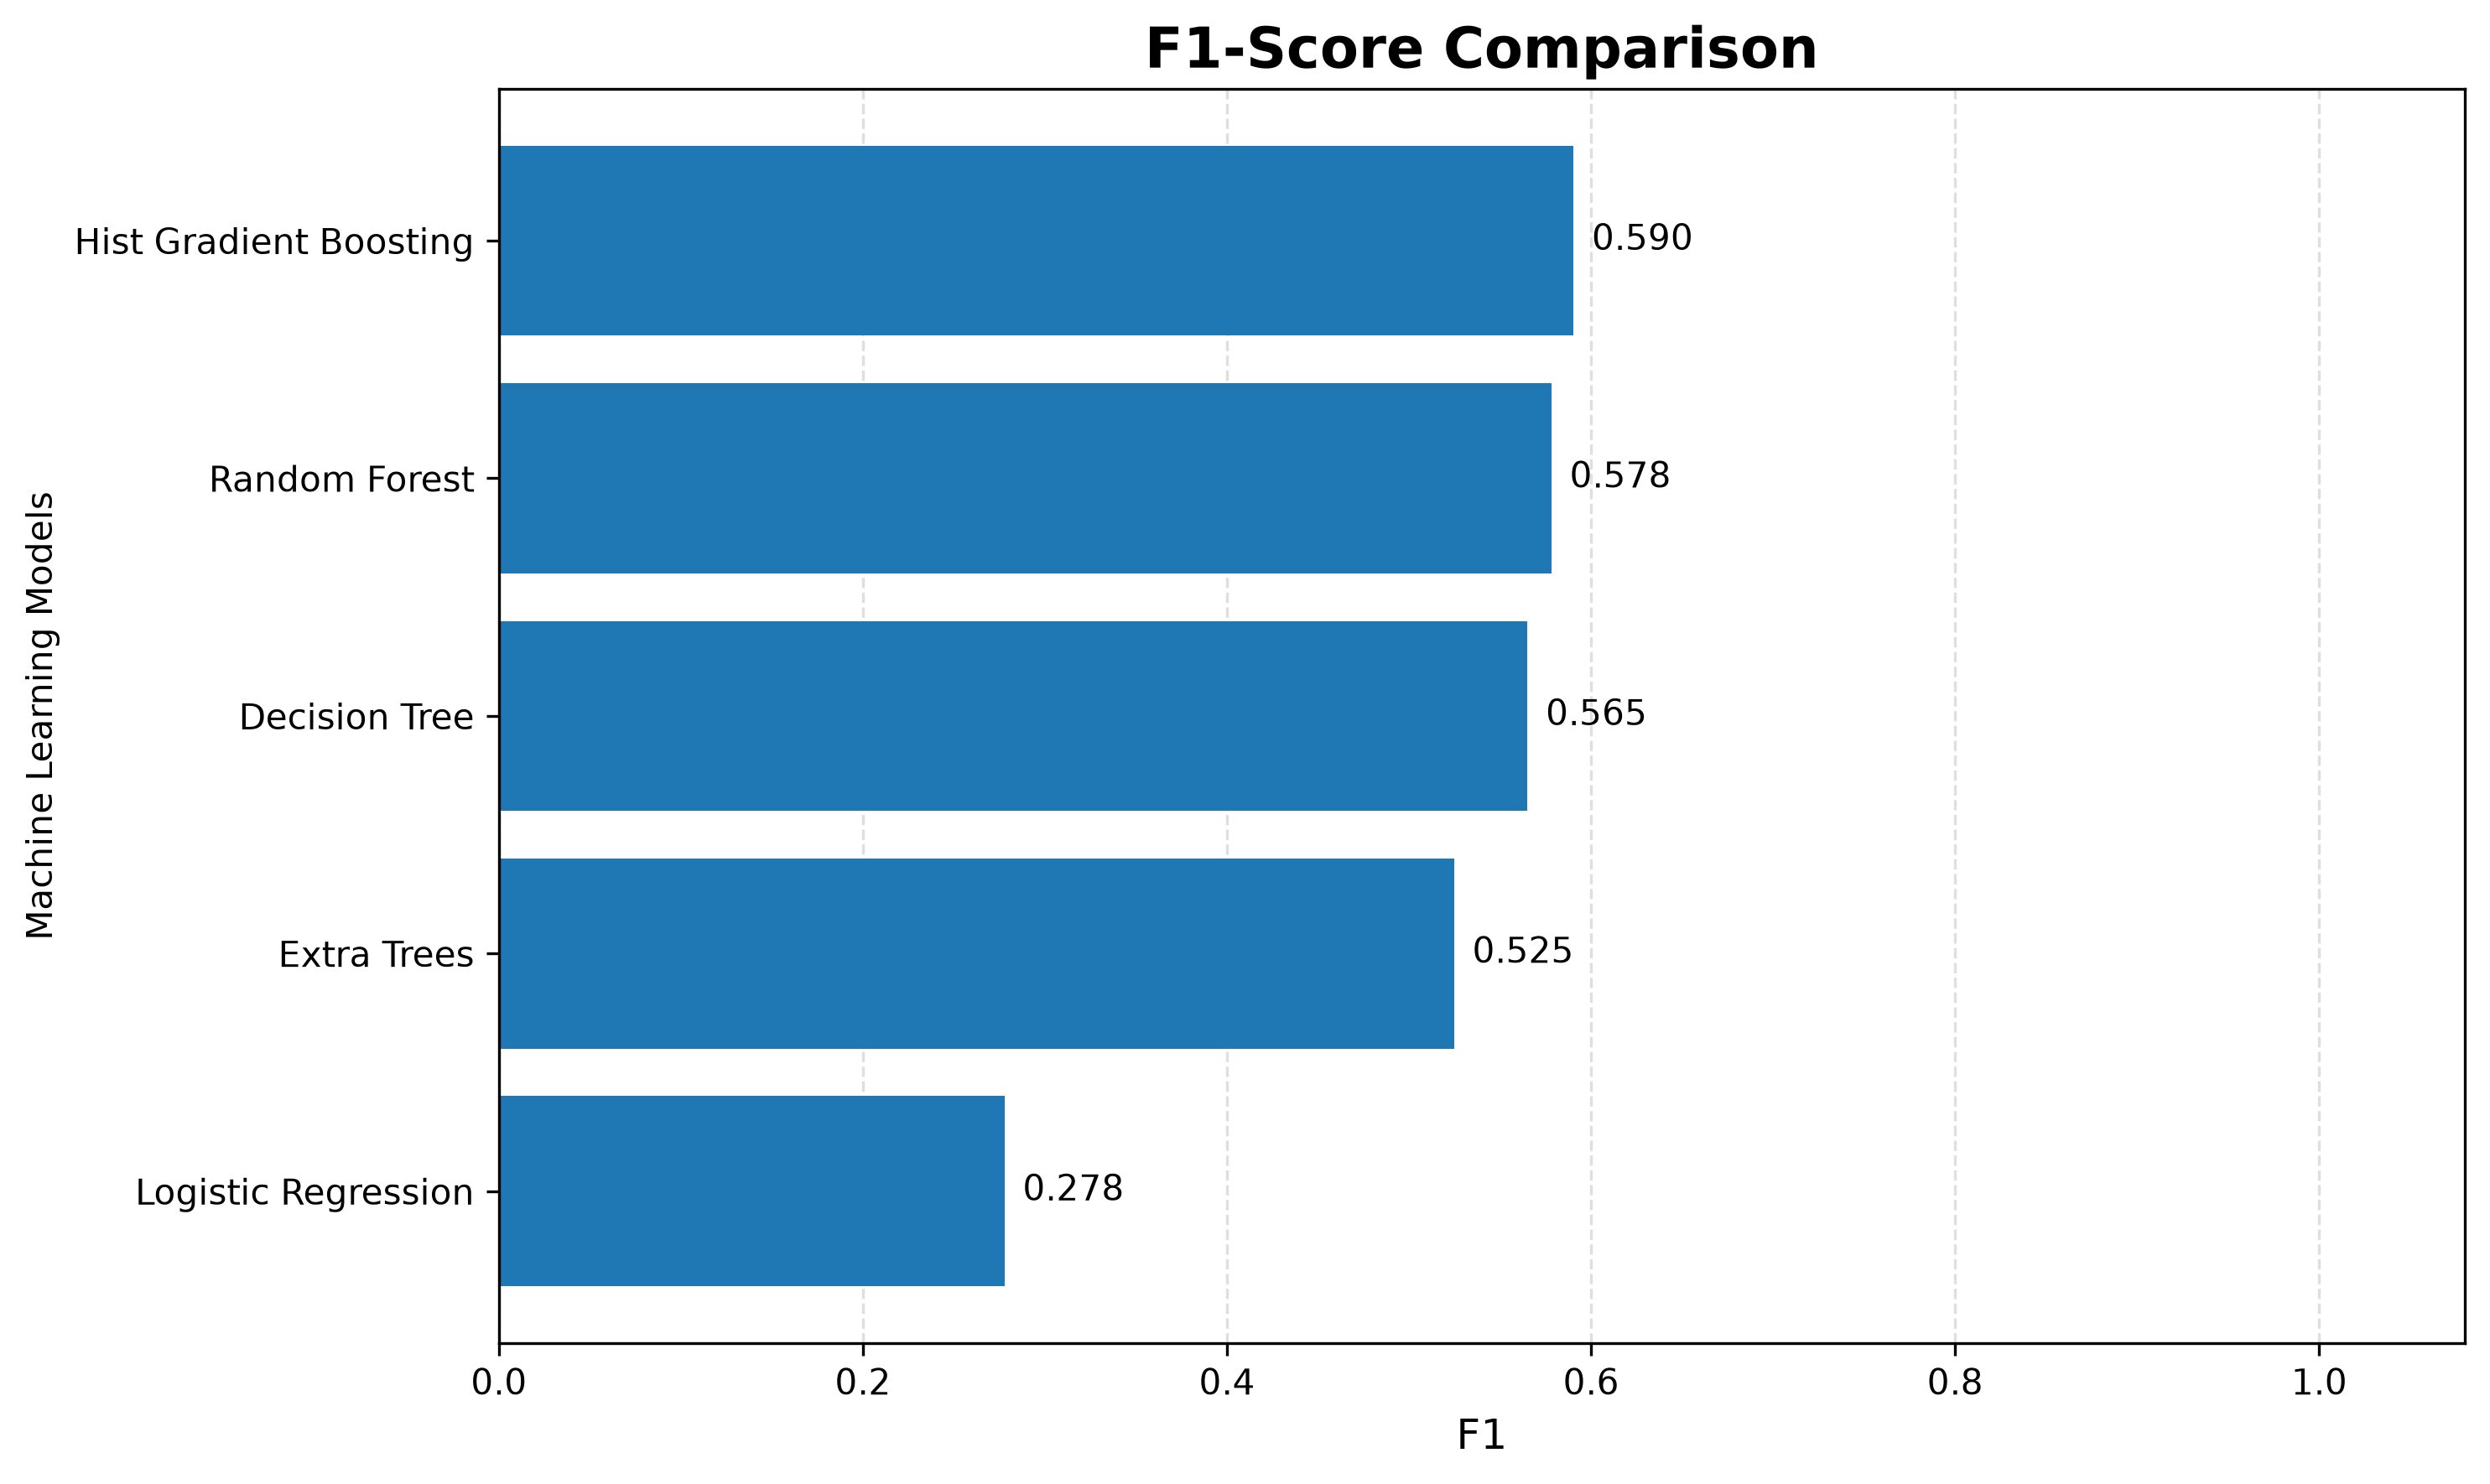 F1-Score Comparison
Machine Learning Models
Hist Gradient Boosting
0.590
Random Forest
0.578
Decision Tree
0.565
Extra Trees
0.525
Logistic Regression
0.278
0.0 0.2 0.4 0.6 0.8 1.0
F1